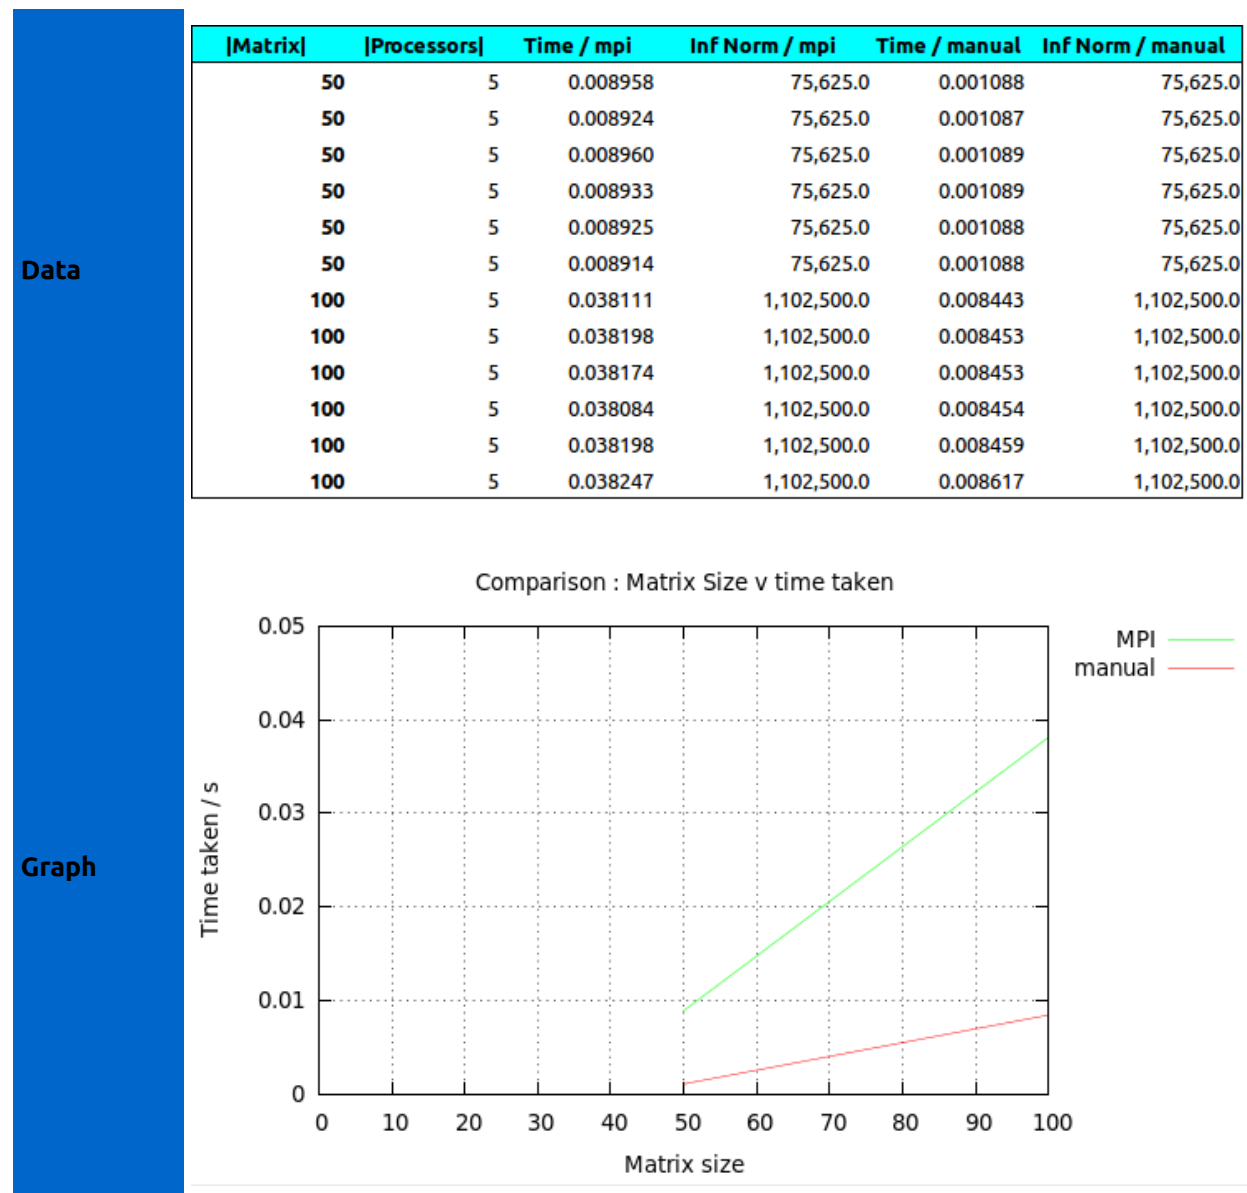 |Matrix| |Processors| Time / mpi Inf Norm / mpi Time / manual Inf Norm / manual
50 5 0.008958 75,625.0 0.001088 75,625.0
50 5 0.008924 75,625.0 0.001087 75,625.0
50 5 0.008960 75,625.0 0.001089 75,625.0
50 5 0.008933 75,625.0 0.001089 75,625.0
50 5 0.008925 75,625.0 0.001088 75,625.0
Data
50 5 0.008914 75,625.0 0.001088 75,625.0
100 5 0.038111 1,102,500.0 0.008443 1,102,500.0
100 5 0.038198 1,102,500.0 0.008453 1,102,500.0
100 5 0.038174 1,102,500.0 0.008453 1,102,500.0
100 5 0.038084 1,102,500.0 0.008454 1,102,500.0
100 5 0.038198 1,102,500.0 0.008459 1,102,500.0
100 5 0.038247 1,102,500.0 0.008617 1,102,500.0
Comparison : Matrix Size v time taken
0.05
MPI
manual
0.04
0.03
Time taken / s
Graph
0.02
0.01
0
0 10 20 30 40 50 60 70 80 90 100
Matrix size